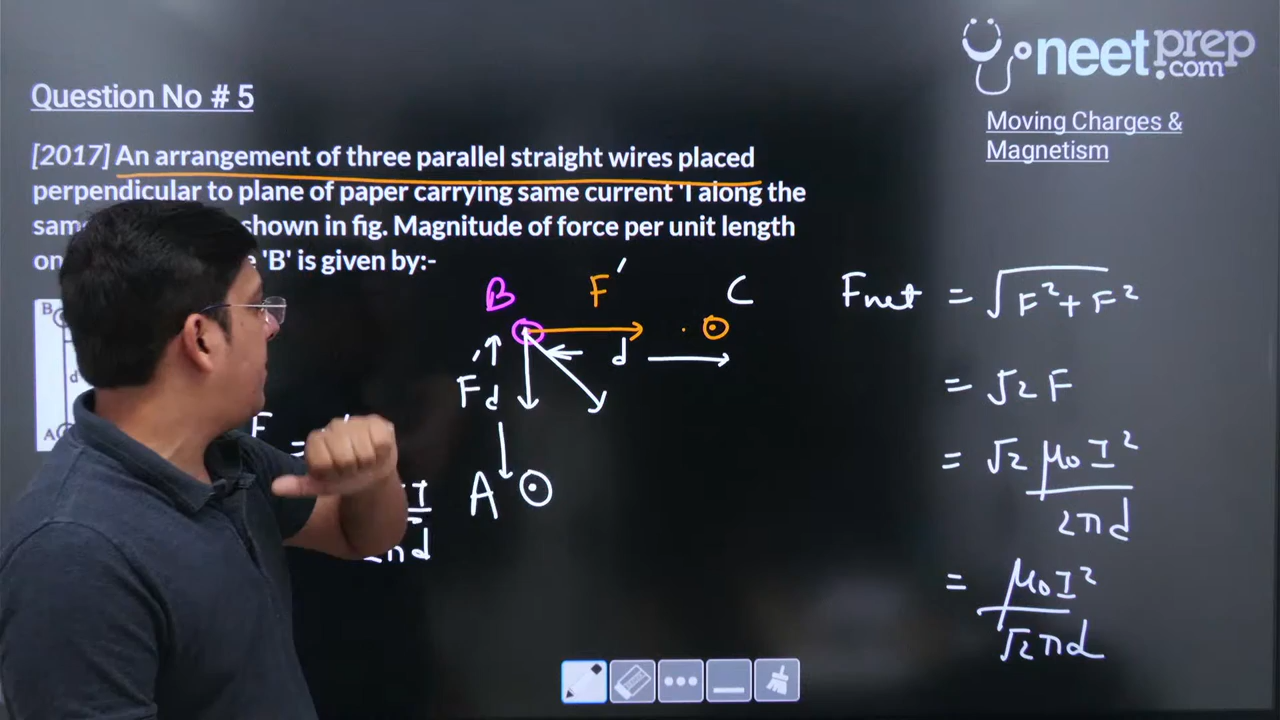 neetprep.com
Question No # 5
Moving Charges &
Magnetism
[2017] An arrangement of three parallel straight wires placed
perpendicular to plane of paper carrying same current 'I along the
shown in fig. Magnitude of force per unit length
'B' is given by:-
B
d
A
B F′ C
d
F′ d
A
F =
Fnet = √F²+F²
= √2 F
= √2 μ₀I²/2πd
= μ₀I²/√2πd